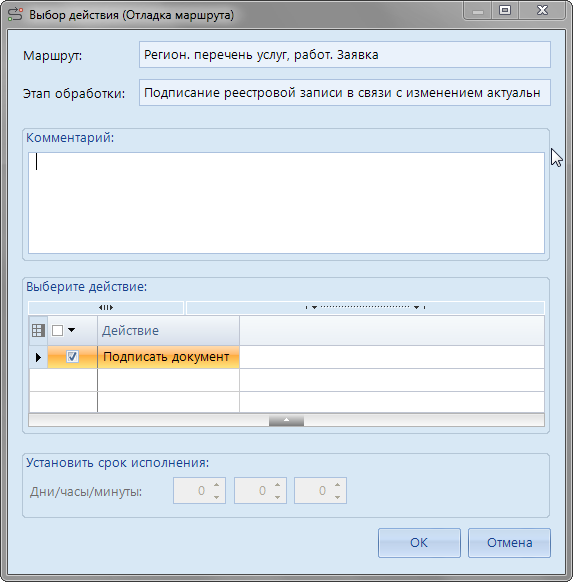 Выбор действия (Отладка маршрута)
Маршрут: Регион. перечень услуг, работ. Заявка
Этап обработки: Подписание реестровой записи в связи с изменением актуальн
Комментарий:
Выберите действие:
Действие
Подписать документ
Установить срок исполнения:
Дни/часы/минуты: 0 0 0
ОК Отмена